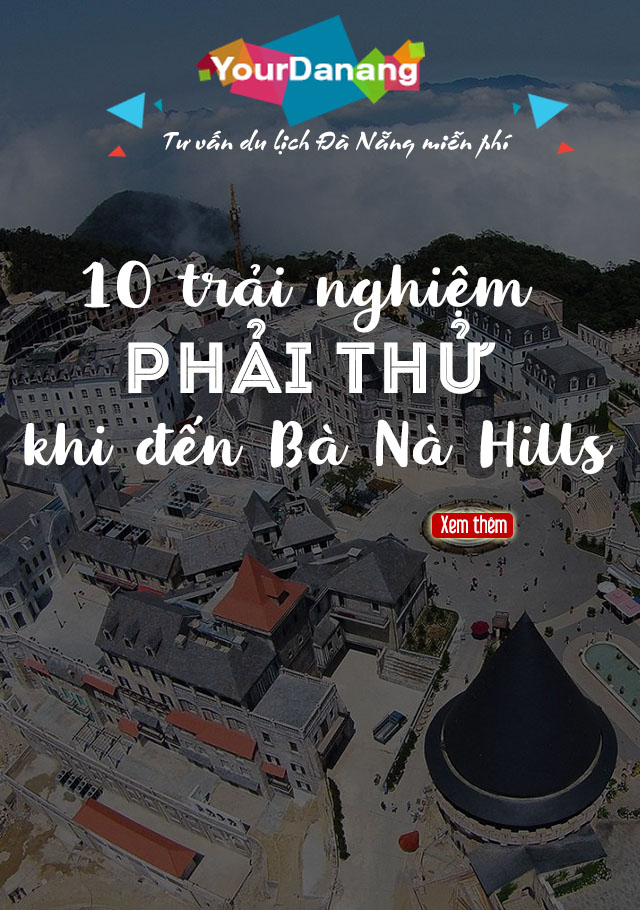 YourDanang
Tư vấn du lịch Đà Nẵng miễn phí
10 trải nghiệm
PHẢI THỬ
khi đến Bà Nà Hills
Xem thêm